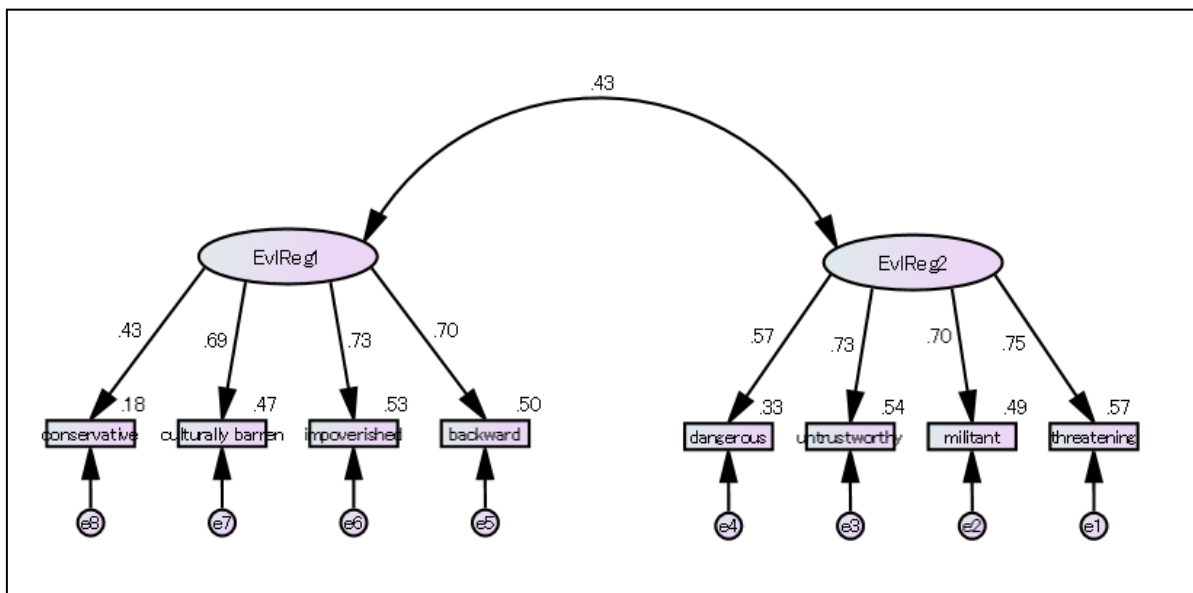 .43
EvlReg1
EvlReg2
.43
.69
.73
.70
.57
.73
.70
.75
.18
.47
.53
.50
.33
.54
.49
.57
conservative
culturally barren
impoverished
backward
dangerous
untrustworthy
militant
threatening
e8
e7
e6
e5
e4
e3
e2
e1